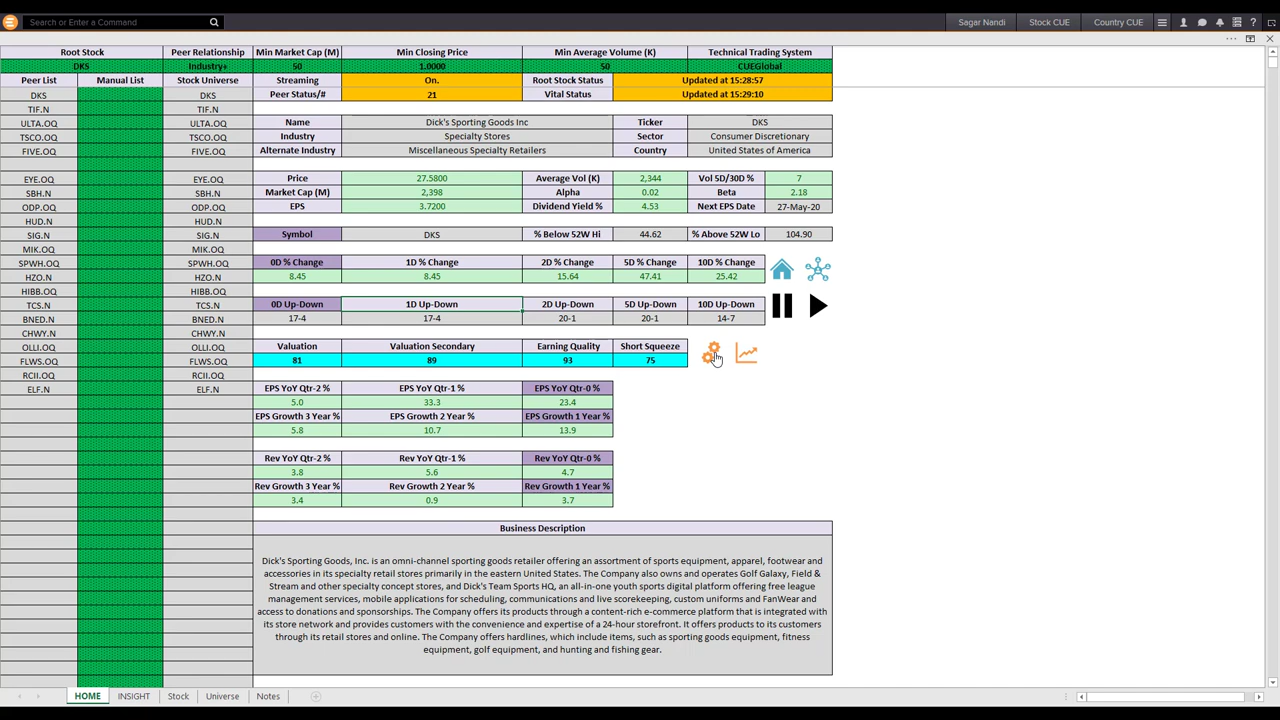 Search or Enter a Command Sagar Nandi Stock CUE Country CUE
Root Stock Peer Relationship Min Market Cap (M) Min Closing Price Min Average Volume (K) Technical Trading System
DKS Industry+ 50 1.0000 50 CUEGlobal
Peer List Manual List Stock Universe Streaming On. Root Stock Status Updated at 15:28:57
DKS DKS Peer Status/# 21 Vital Status Updated at 15:29:10
TIF.N TIF.N
ULTA.OQ ULTA.OQ Name Dick's Sporting Goods Inc Ticker DKS
TSCO.OQ TSCO.OQ Industry Specialty Stores Sector Consumer Discretionary
FIVE.OQ FIVE.OQ Alternate Industry Miscellaneous Specialty Retailers Country United States of America
EYE.OQ EYE.OQ Price 27.5800 Average Vol (K) 2,344 Vol 5D/30D % 7
SBH.N SBH.N Market Cap (M) 2,398 Alpha 0.02 Beta 2.18
ODP.OQ ODP.OQ EPS 3.7200 Dividend Yield % 4.53 Next EPS Date 27-May-20
HUD.N HUD.N
SIG.N SIG.N Symbol DKS % Below 52W Hi 44.62 % Above 52W Lo 104.90
MIK.OQ MIK.OQ
SPWH.OQ SPWH.OQ 0D % Change 1D % Change 2D % Change 5D % Change 10D % Change
HZO.N HZO.N 8.45 8.45 15.64 47.41 25.42
HIBB.OQ HIBB.OQ
TCS.N TCS.N 0D Up-Down 1D Up-Down 2D Up-Down 5D Up-Down 10D Up-Down
BNED.N BNED.N 17-4 17-4 20-1 20-1 14-7
CHWY.N CHWY.N
OLLI.OQ OLLI.OQ Valuation Valuation Secondary Earning Quality Short Squeeze
FLWS.OQ FLWS.OQ 81 89 93 75
RCII.OQ RCII.OQ
ELF.N ELF.N EPS YoY Qtr-2 % EPS YoY Qtr-1 % EPS YoY Qtr-0 %
5.0 33.3 23.4
EPS Growth 3 Year % EPS Growth 2 Year % EPS Growth 1 Year %
5.8 10.7 13.9
Rev YoY Qtr-2 % Rev YoY Qtr-1 % Rev YoY Qtr-0 %
3.8 5.6 4.7
Rev Growth 3 Year % Rev Growth 2 Year % Rev Growth 1 Year %
3.4 0.9 3.7
Business Description
Dick's Sporting Goods, Inc. is an omni-channel sporting goods retailer offering an assortment of sports equipment, apparel, footwear and
accessories in its specialty retail stores primarily in the eastern United States. The Company also owns and operates Golf Galaxy, Field &
Stream and other specialty concept stores, and Dick's Team Sports HQ, an all-in-one youth sports digital platform offering free league
management services, mobile applications for scheduling, communications and live scorekeeping, custom uniforms and FanWear and
access to donations and sponsorships. The Company offers its products through a content-rich e-commerce platform that is integrated with
its store network and provides customers with the convenience and expertise of a 24-hour storefront. It offers products to its customers
through its retail stores and online. The Company offers hardlines, which include items, such as sporting goods equipment, fitness
equipment, golf equipment, and hunting and fishing gear.
HOME INSIGHT Stock Universe Notes